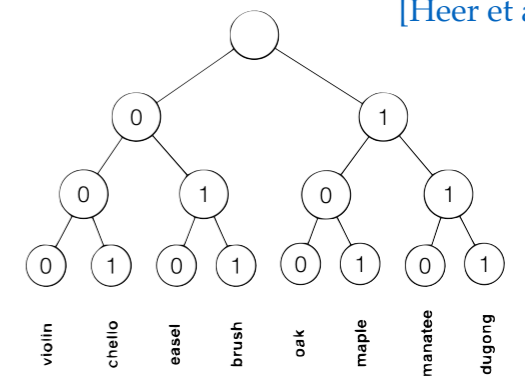 [Heer et a
0 1
0 1 0 1
0 1 0 1 0 1 0 1
violin
chello
easel
brush
oak
maple
manatee
dugong